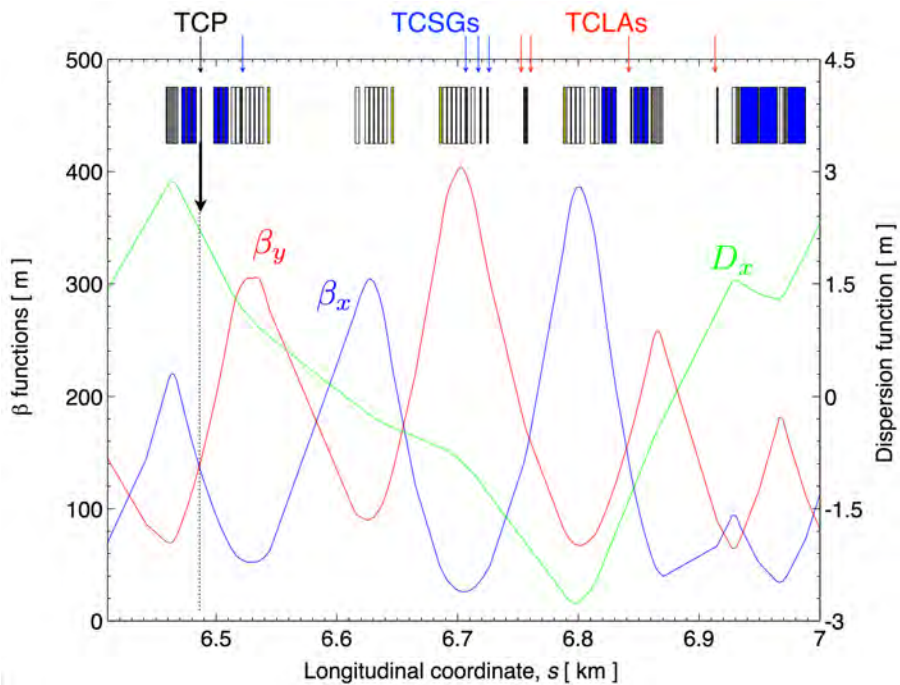 TCP TCSGs TCLAs
500 4.5
400 3
300 1.5
200 0
100 -1.5
0 -3
β functions [ m ]
Dispersion function [ m ]
βy
βx
Dx
6.5 6.6 6.7 6.8 6.9 7
Longitudinal coordinate, s [ km ]